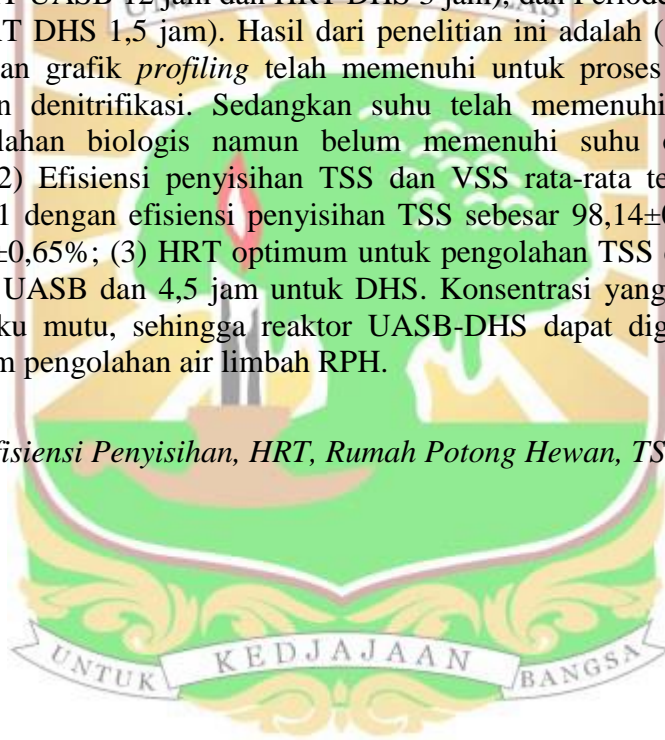 UASB 12 jam dan HRT DHS 3 jam), dan Periode
DHS 1,5 jam). Hasil dari penelitian ini adalah (
an grafik profiling telah memenuhi untuk proses
n denitrifikasi. Sedangkan suhu telah memenuhi
lahan biologis namun belum memenuhi suhu
2) Efisiensi penyisihan TSS dan VSS rata-rata te
1 dengan efisiensi penyisihan TSS sebesar 98,14±0
±0,65%; (3) HRT optimum untuk pengolahan TSS
UASB dan 4,5 jam untuk DHS. Konsentrasi yang
ku mutu, sehingga reaktor UASB-DHS dapat dig
m pengolahan air limbah RPH.
fisiensi Penyisihan, HRT, Rumah Potong Hewan, TS
UNTUK KEDJAJAAN BANGSA